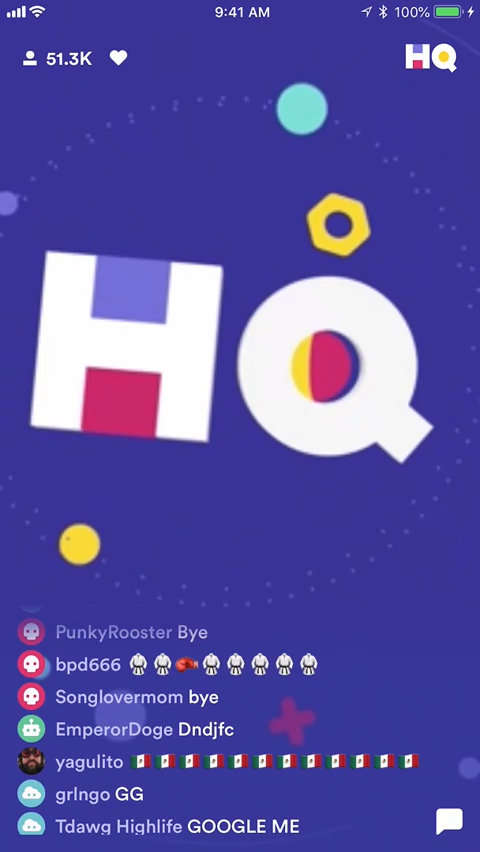 9:41 AM
100%
51.3K
HQ
HQ
PunkyRooster Bye
bpd666
Songlovermom bye
EmperorDoge Dndjfc
yagulito
grIngo GG
Tdawg Highlife GOOGLE ME